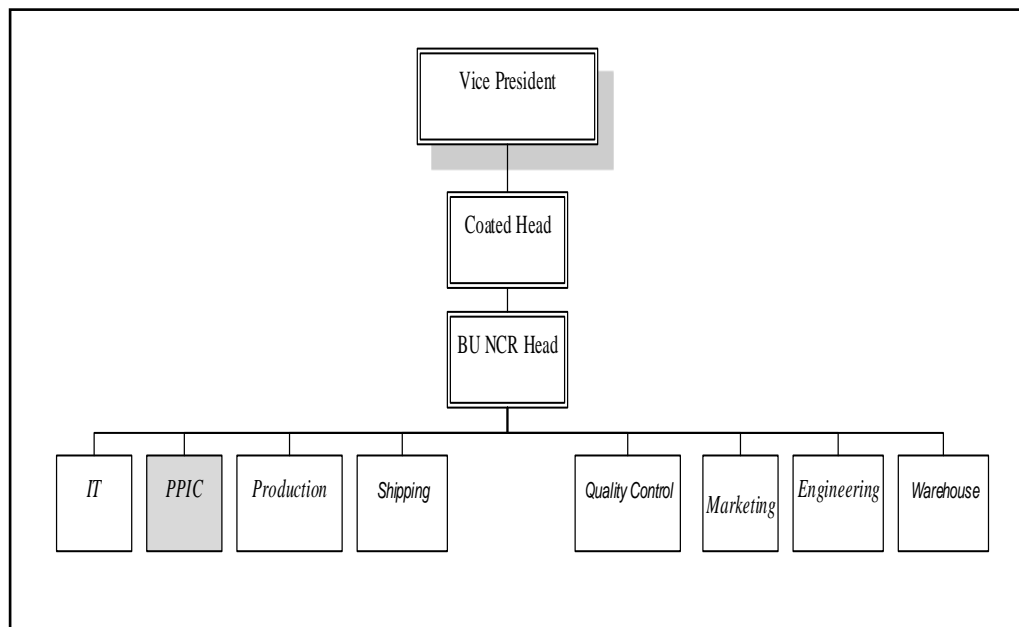 Vice President
Coated Head
BU NCR Head
IT
PPIC
Production
Shipping
Quality Control
Marketing
Engineering
Warehouse